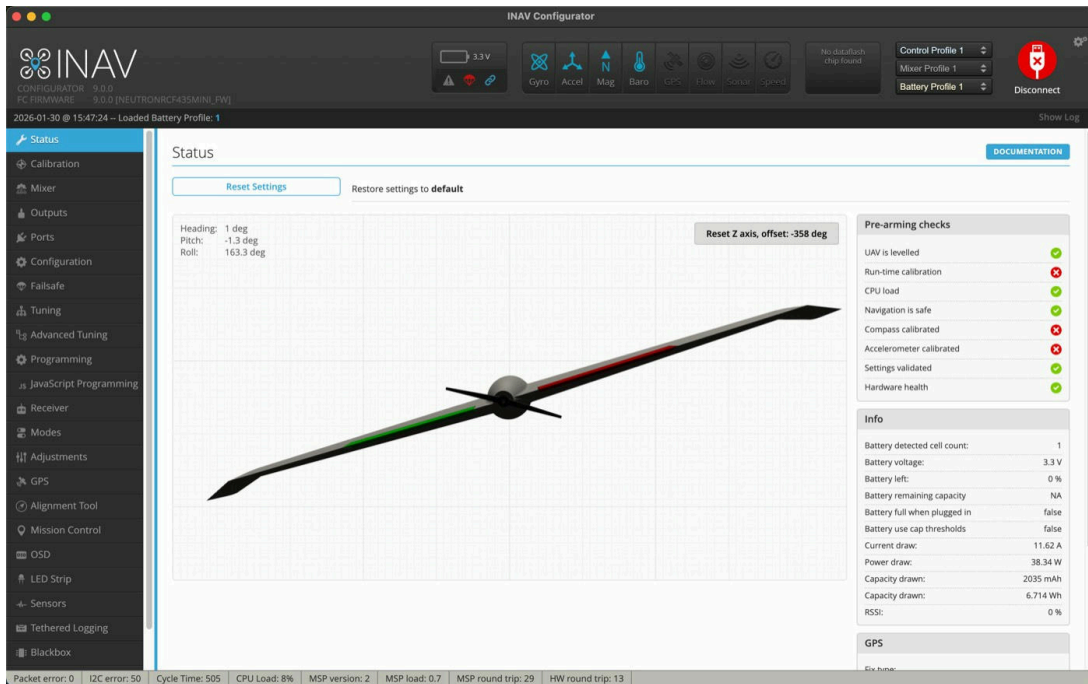 INAV Configurator
INAV
CONFIGURATOR 9.0.0
FC FIRMWARE 9.0.0 [NEUTRONRCF435MINI_FW]
3.3 V
N
Gyro Accel Mag Baro GPS Flow Sonar Speed
No dataflash
chip found
Control Profile 1
Mixer Profile 1
Battery Profile 1
Disconnect
2026-01-30 @ 15:47:24 -- Loaded Battery Profile: 1
Show Log
Status
Calibration
Mixer
Outputs
Ports
Configuration
Failsafe
Tuning
Advanced Tuning
Programming
JS JavaScript Programming
Receiver
Modes
Adjustments
GPS
Alignment Tool
Mission Control
OSD
LED Strip
Sensors
Tethered Logging
Blackbox
Status
DOCUMENTATION
Reset Settings
Restore settings to default
Heading: 1 deg
Pitch: -1.3 deg
Roll: 163.3 deg
Reset Z axis, offset: -358 deg
Pre-arming checks
UAV is levelled
Run-time calibration
CPU load
Navigation is safe
Compass calibrated
Accelerometer calibrated
Settings validated
Hardware health
Info
Battery detected cell count: 1
Battery voltage: 3.3 V
Battery left: 0 %
Battery remaining capacity NA
Battery full when plugged in false
Battery use cap thresholds false
Current draw: 11.62 A
Power draw: 38.34 W
Capacity drawn: 2035 mAh
Capacity drawn: 6.714 Wh
RSSI: 0 %
GPS
Fix type:
Packet error: 0 I2C error: 50 Cycle Time: 505 CPU Load: 8% MSP version: 2 MSP load: 0.7 MSP round trip: 29 HW round trip: 13